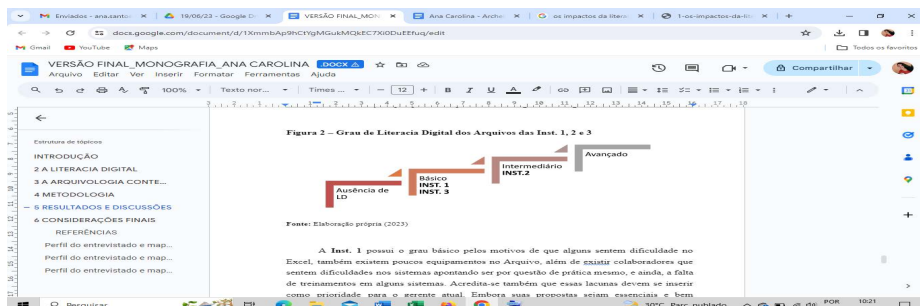 Enviados - ana.santo
19/06/23 - Google D
VERSÃO FINAL_MON
Ana Carolina - Arche
os impactos da litera
1-os-impactos-da-lit
docs.google.com/document/d/
/edit
Gmail YouTube Maps
Todos os favoritos
VERSÃO FINAL_MONOGRAFIA_ANA CAROLINA .DOCX
Arquivo Editar Ver Inserir Formatar Ferramentas Ajuda
Compartilhar
100% Texto nor... Times ... 12 B I U A
Estrutura de tópicos
INTRODUÇÃO
2 A LITERACIA DIGITAL
3 A ARQUIVOLOGIA CONTE...
4 METODOLOGIA
5 RESULTADOS E DISCUSSÕES
6 CONSIDERAÇÕES FINAIS
REFERÊNCIAS
Perfil do entrevistado e map...
Perfil do entrevistado e map...
Perfil do entrevistado e map...
Figura 2 – Grau de Literacia Digital dos Arquivos das Inst. 1, 2 e 3
Ausência de
LD
Básico
INST. 1
INST. 3
Intermediário
INST.2
Avançado
Fonte: Elaboração própria (2023)
A Inst. 1 possui o grau básico pelos motivos de que alguns sentem dificuldade no
Excel, também existem poucos equipamentos no Arquivo, além de existir colaboradores que
sentem dificuldades nos sistemas apontando ser por questão de prática mesmo, e ainda, a falta
de treinamentos em alguns sistemas. Acredita-se também que essas lacunas devem se inserir
como prioridade para o gerente atual. Embora suas propostas sejam essenciais e bem
Pesquisar
30°C Parc. nublado
POR
10:21